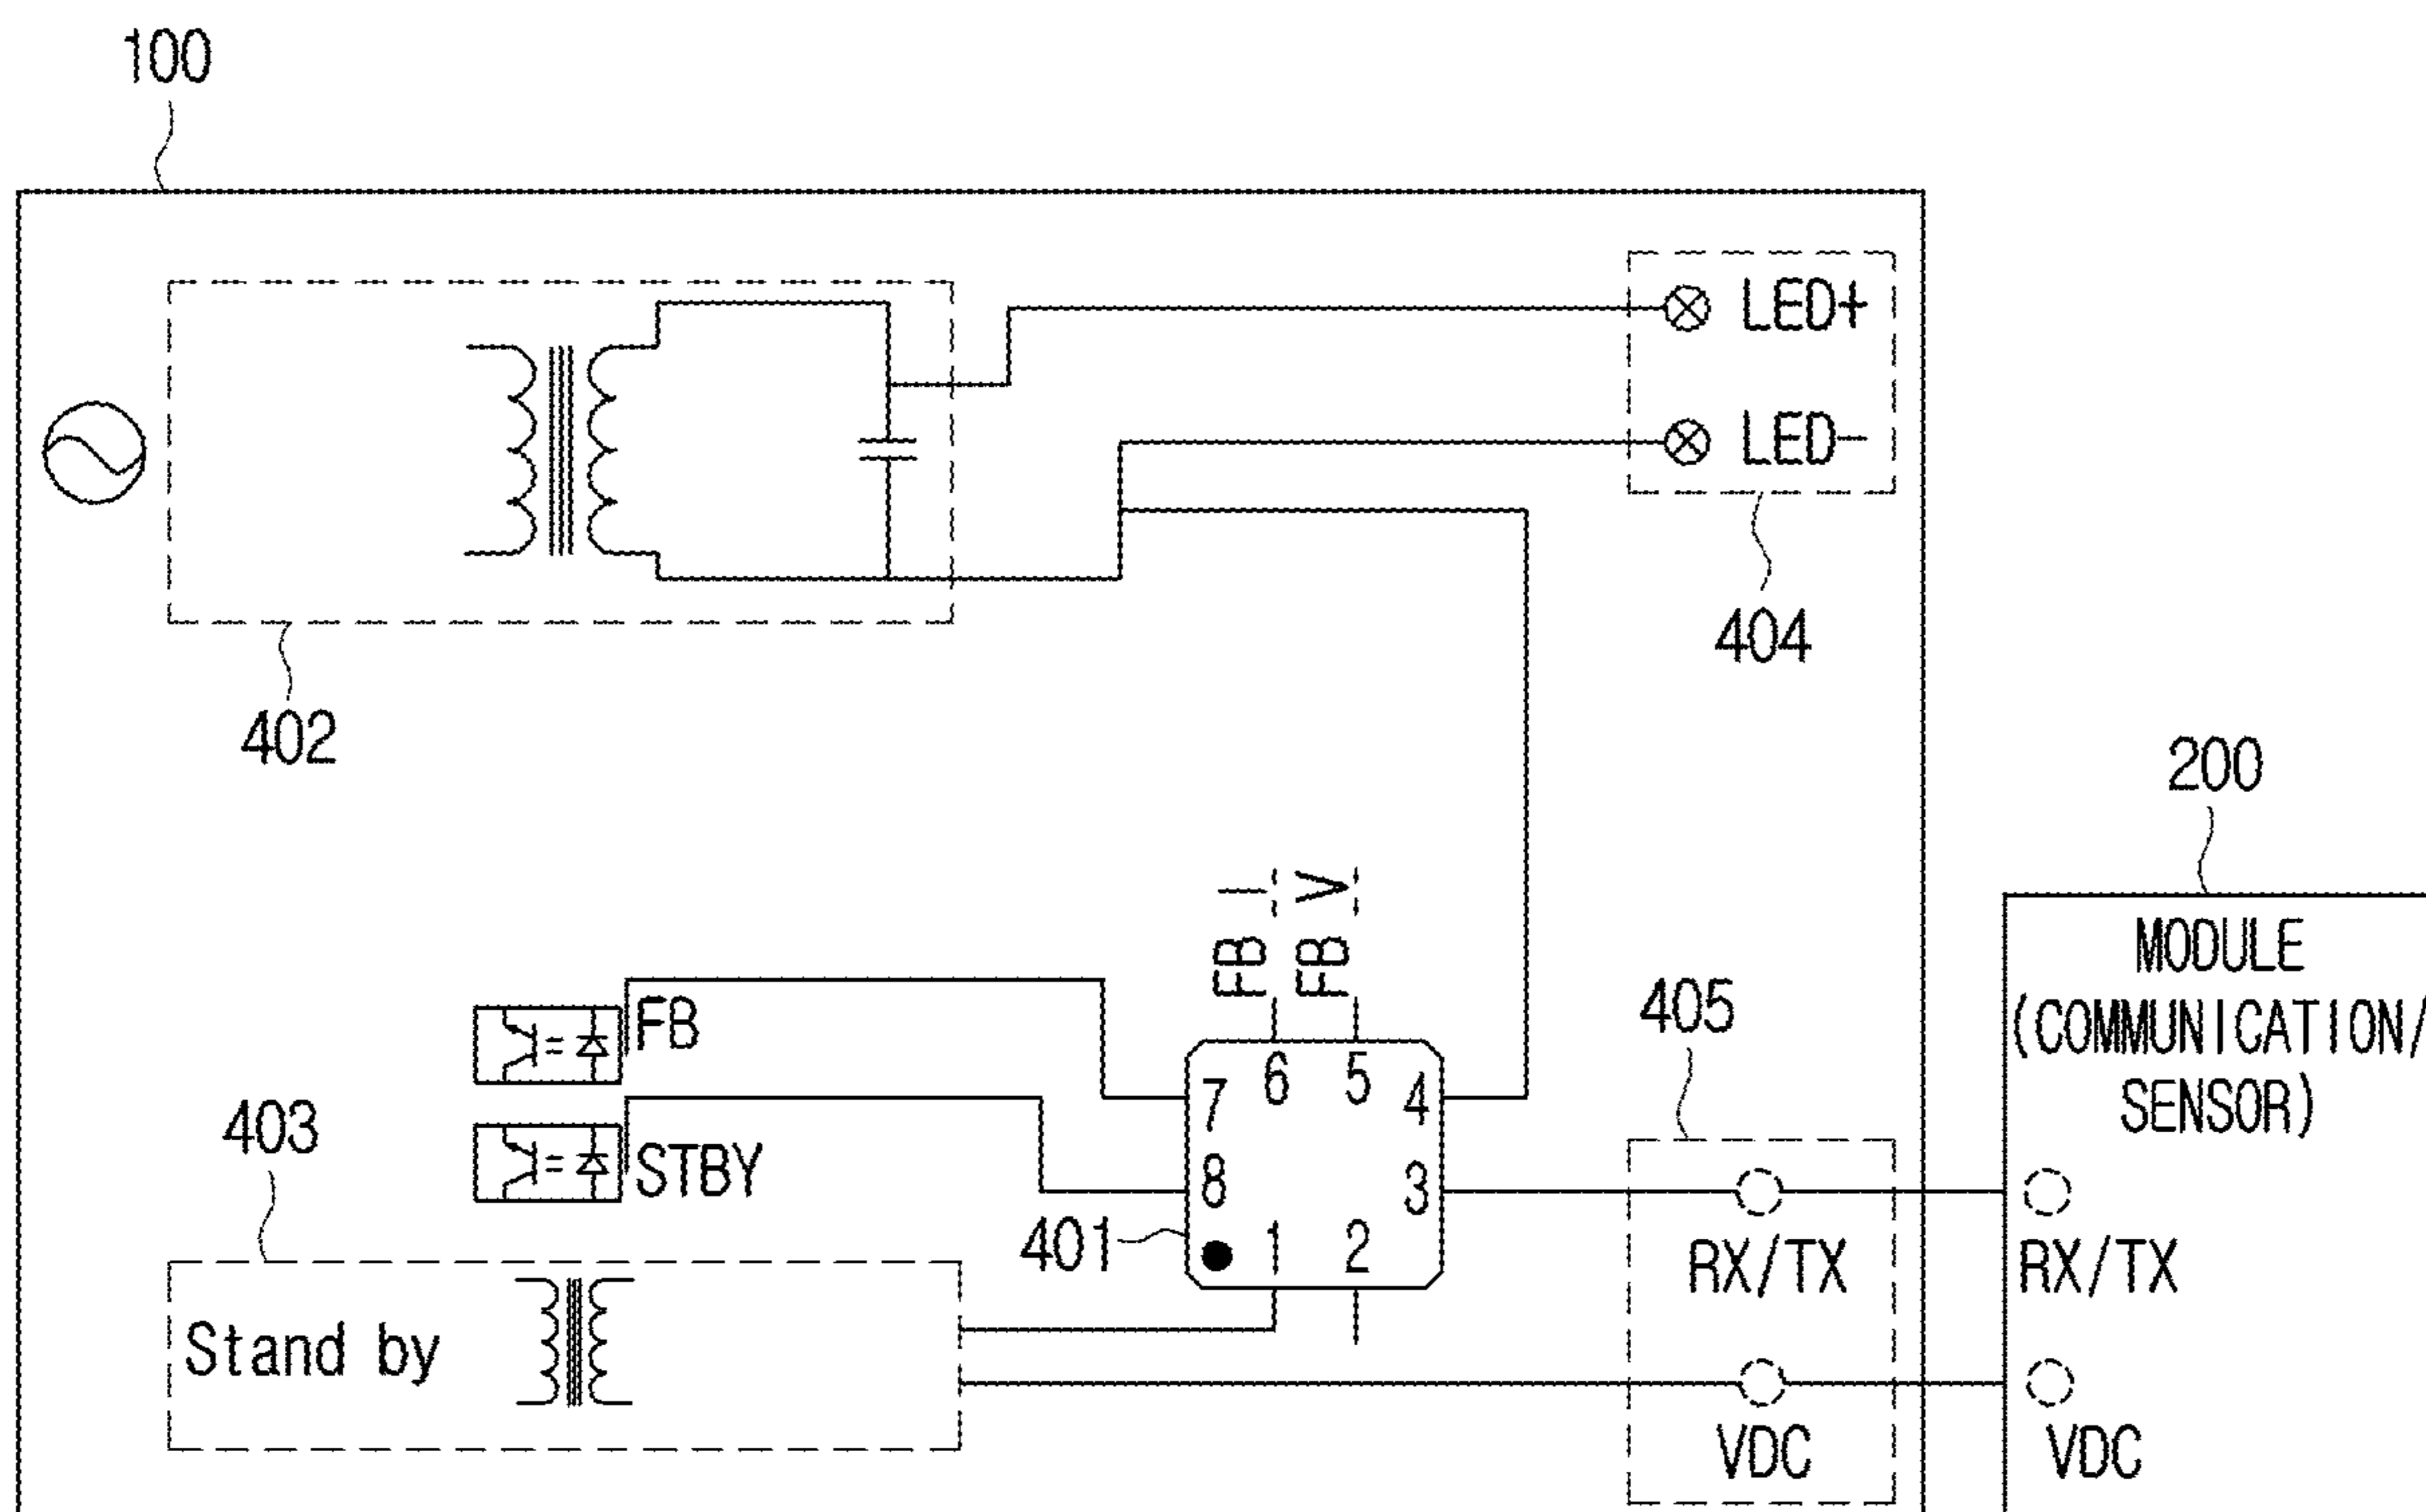 100
LED+
LED-
404
402
200
MODULE
(COMMUNICATION/
SENSOR)
FB_I
FB_V
405
FB
STBY
403
401
7
6
5
4
8
3
1
2
RX/TX
RX/TX
Stand by
VDC
VDC